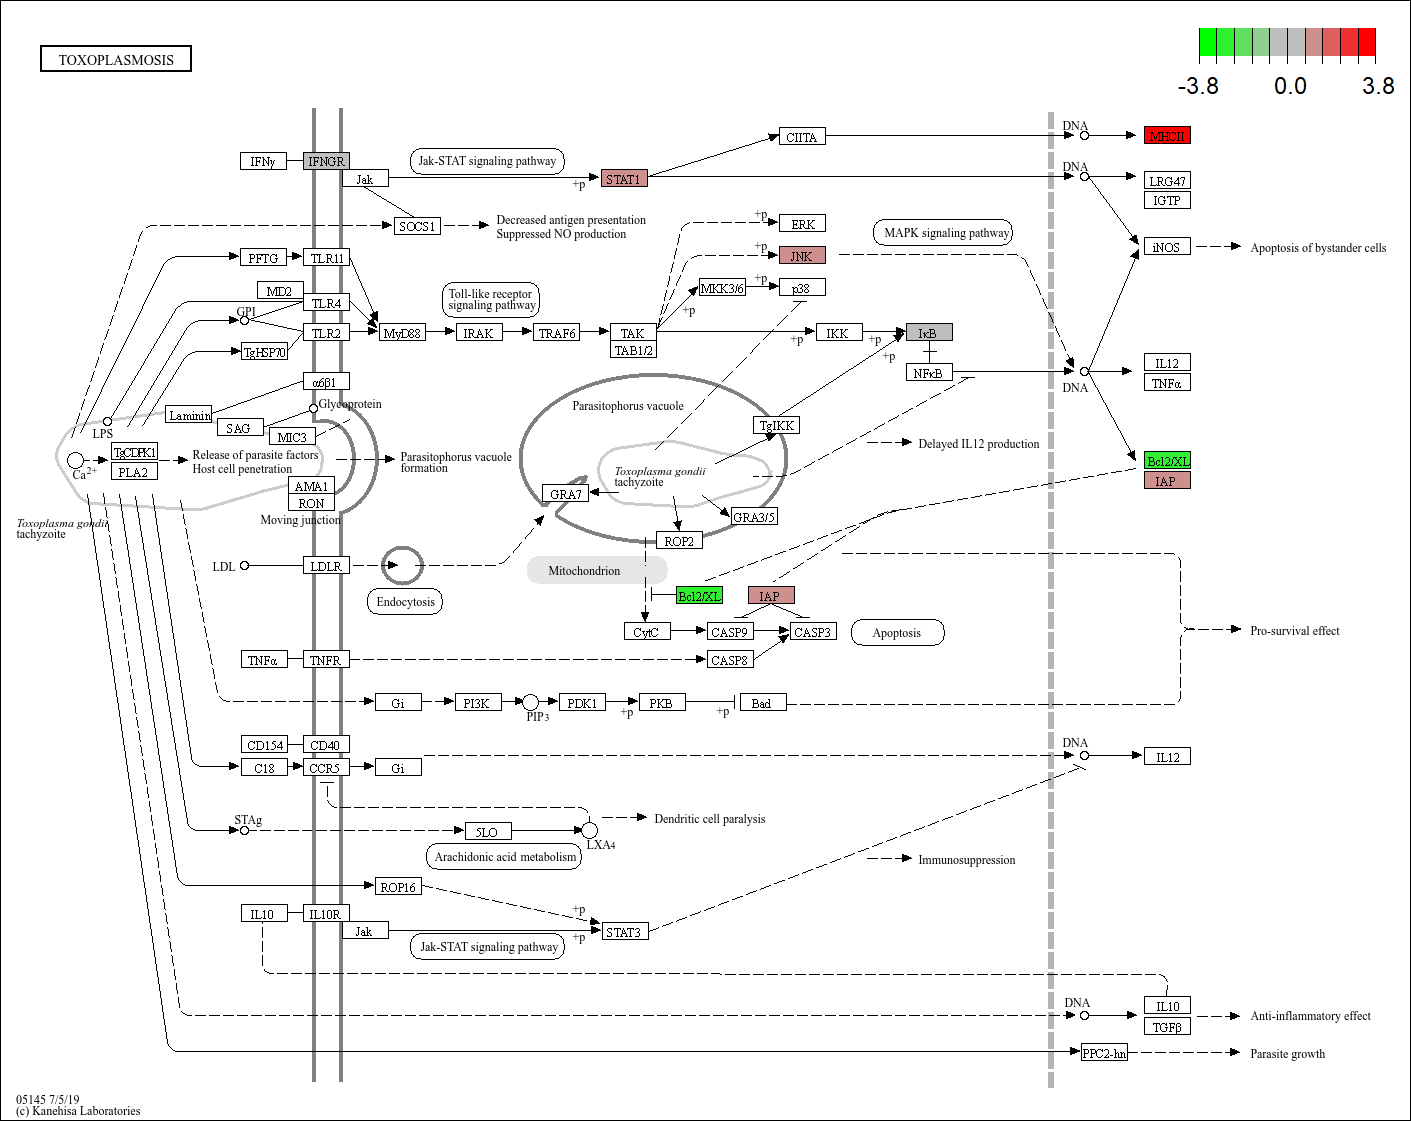 TOXOPLASMOSIS
-3.8 0.0 3.8
DNA
MHCII
CIITA
IFNγ
IFNGR
Jak-STAT signaling pathway
Jak
STAT1
+p
DNA
LRG47
IGTP
SOCS1
Decreased antigen presentation
Suppressed NO production
+p
ERK
MAPK signaling pathway
iNOS
Apoptosis of bystander cells
PFTG
TLR11
+p
JNK
MD2
TLR4
Toll-like receptor
signaling pathway
MKK3/6
+p
p38
+p
GPI
TLR2
MyD88
IRAK
TRAF6
TAK
TAB1/2
+p
IKK
+p
IκB
+p
TgHSP70
NFκB
DNA
IL12
TNFα
α6β1
Parasitophorus vacuole
Glycoprotein
Laminin
SAG
MIC3
LPS
TgIKK
Delayed IL12 production
TgCDPK1
PLA2
Ca2+
Release of parasite factors
Host cell penetration
Parasitophorus vacuole
formation
Toxoplasma gondii
tachyzoite
Bcl2/XL
IAP
AMA1
RON
Moving junction
GRA7
GRA3/5
ROP2
Toxoplasma gondii
tachyzoite
LDL
LDLR
Endocytosis
Mitochondrion
Bcl2/XL
IAP
CytC
CASP9
CASP3
Apoptosis
Pro-survival effect
TNFα
TNFR
CASP8
Gi
PI3K
PIP3
PDK1
+p
PKB
+p
Bad
CD154
CD40
DNA
IL12
C18
CCR5
Gi
STAg
5LO
LXA4
Dendritic cell paralysis
Arachidonic acid metabolism
Immunosuppression
ROP16
+p
IL10
IL10R
Jak
+p
STAT3
Jak-STAT signaling pathway
DNA
IL10
TGFβ
Anti-inflammatory effect
PPC2-hn
Parasite growth
05145 7/5/19
(c) Kanehisa Laboratories